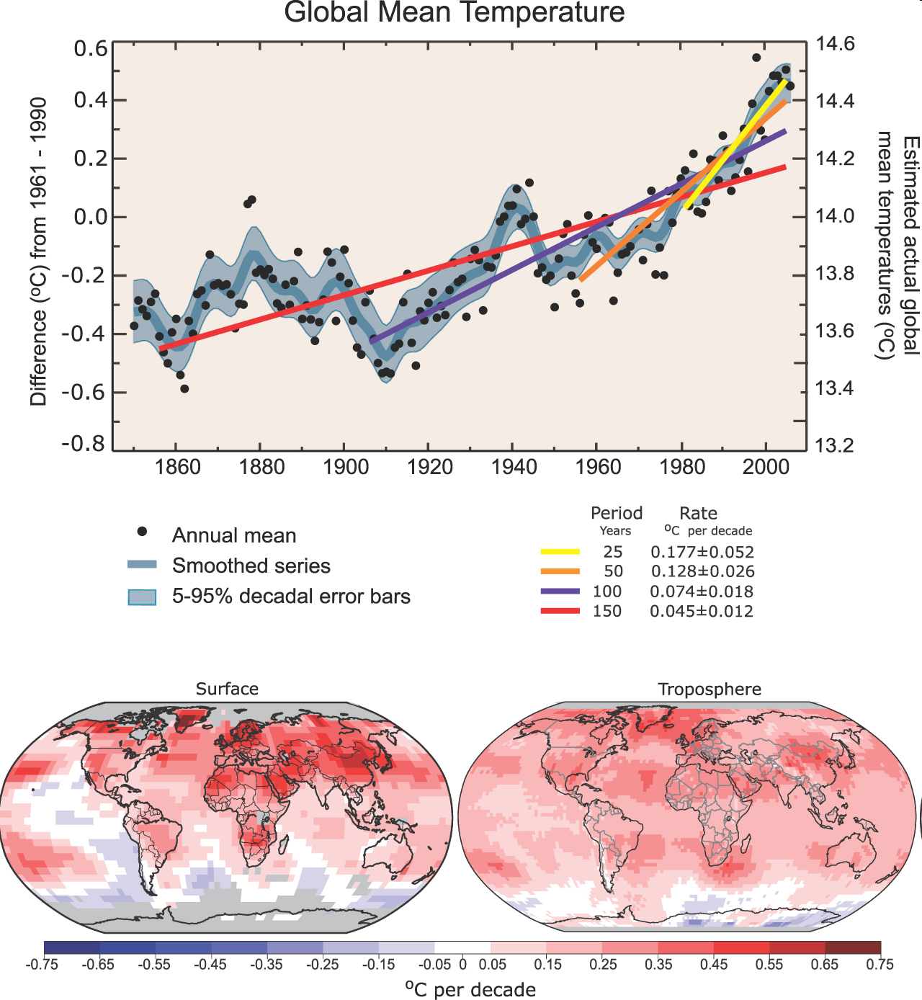 Global Mean Temperature
Difference (ºC) from 1961 - 1990
0.6
0.4
0.2
0.0
-0.2
-0.4
-0.6
-0.8
14.6
14.4
14.2
14.0
13.8
13.6
13.4
13.2
Estimated actual global
mean temperatures (ºC)
1860 1880 1900 1920 1940 1960 1980 2000
Annual mean
Smoothed series
5-95% decadal error bars
Period Rate
Years ºC per decade
25 0.177±0.052
50 0.128±0.026
100 0.074±0.018
150 0.045±0.012
Surface Troposphere
-0.75 -0.65 -0.55 -0.45 -0.35 -0.25 -0.15 -0.05 0 0.05 0.15 0.25 0.35 0.45 0.55 0.65 0.75
ºC per decade